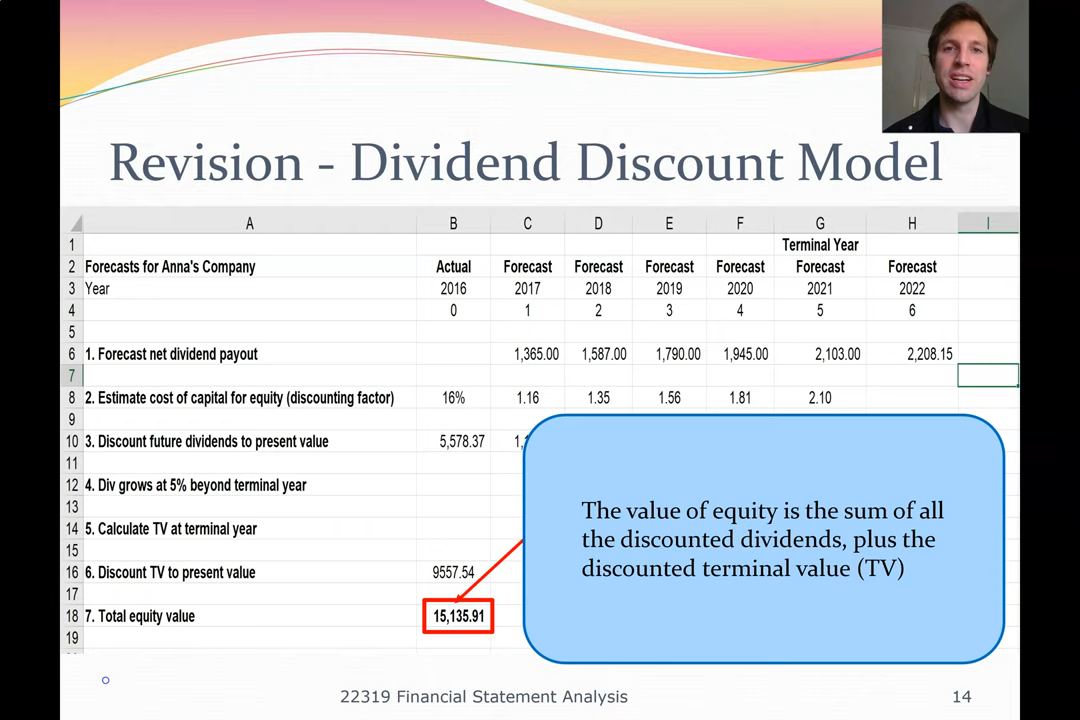 Revision - Dividend Discount Model
A B C D E F G H I
1 Terminal Year
2 Forecasts for Anna's Company Actual Forecast Forecast Forecast Forecast Forecast Forecast
3 Year 2016 2017 2018 2019 2020 2021 2022
4 0 1 2 3 4 5 6
5
6 1. Forecast net dividend payout 1,365.00 1,587.00 1,790.00 1,945.00 2,103.00 2,208.15
7
8 2. Estimate cost of capital for equity (discounting factor) 16% 1.16 1.35 1.56 1.81 2.10
9
10 3. Discount future dividends to present value 5,578.37
11
12 4. Div grows at 5% beyond terminal year
13
14 5. Calculate TV at terminal year
15
16 6. Discount TV to present value 9557.54
17
18 7. Total equity value 15,135.91
19
The value of equity is the sum of all
the discounted dividends, plus the
discounted terminal value (TV)
22319 Financial Statement Analysis 14